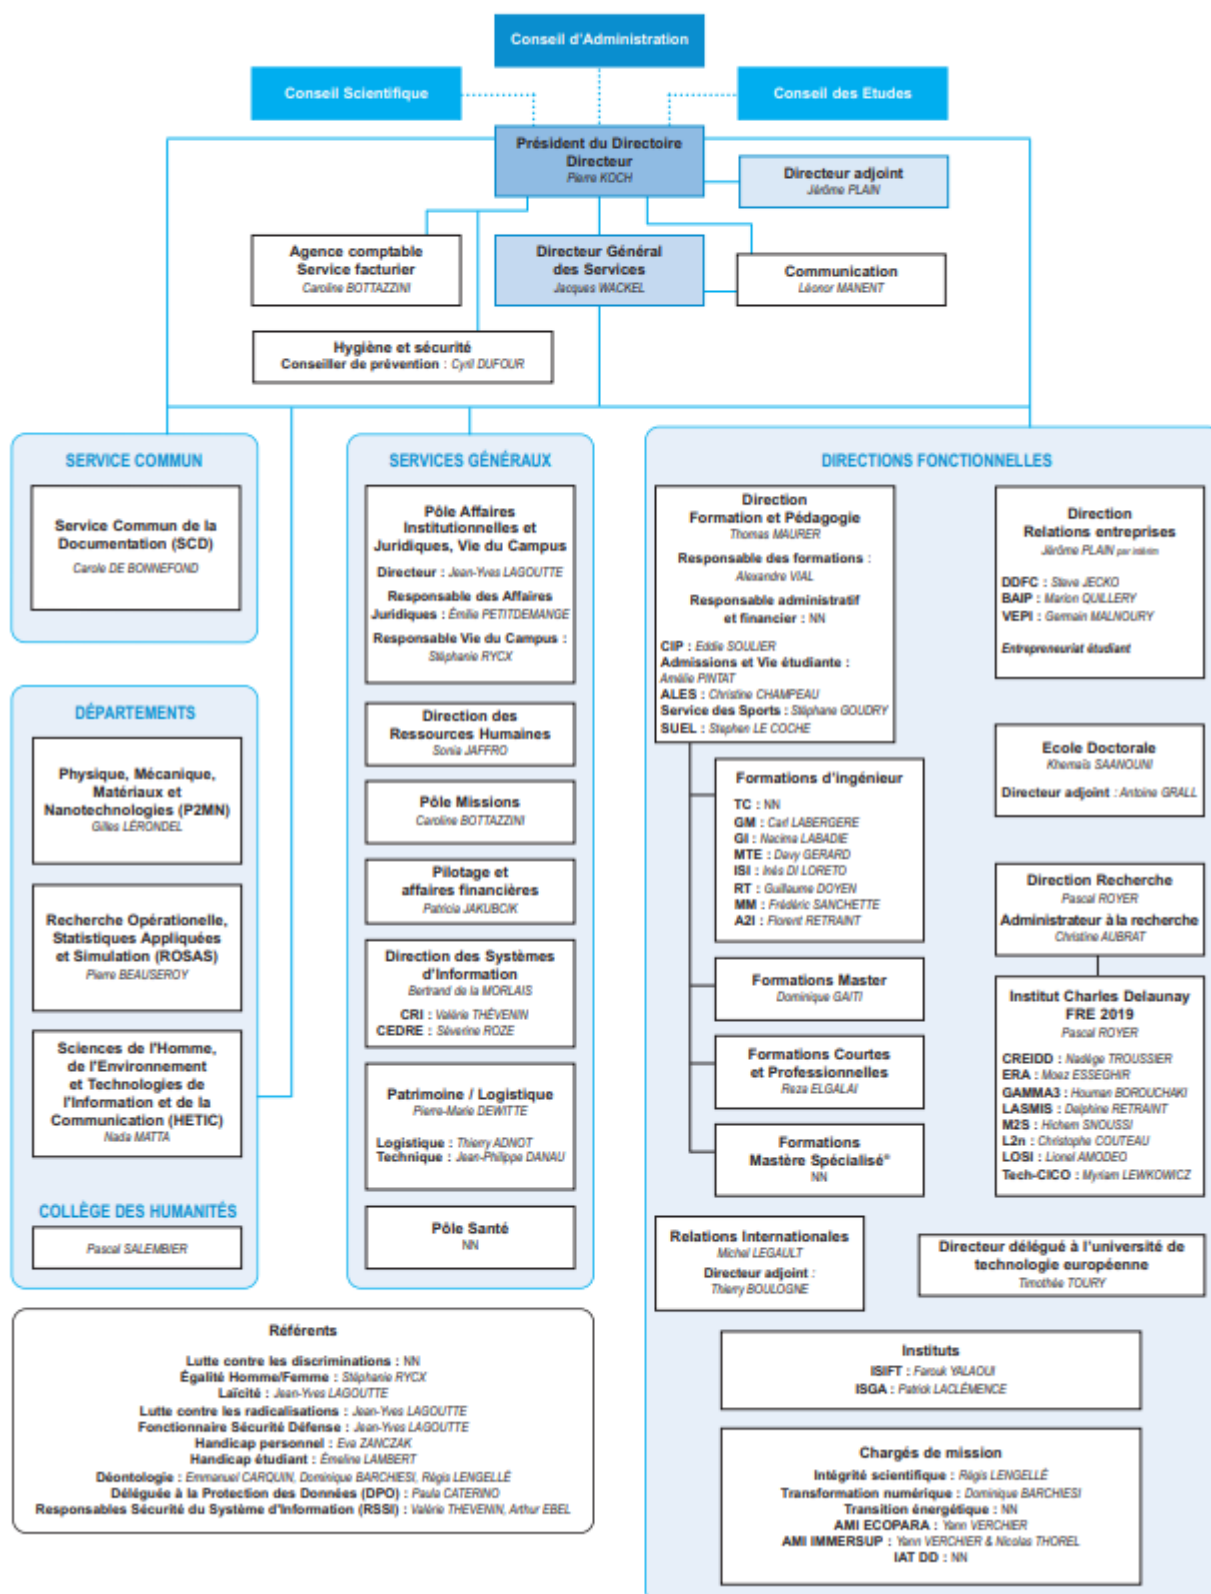 Conseil d'Administration
Conseil Scientifique
Conseil des Etudes
Président du Directoire
Directeur
Pierre KOCH
Directeur adjoint
Jérôme PLAIN
Agence comptable
Service facturier
Caroline BOTTAZZINI
Directeur Général
des Services
Jacques WACKEL
Communication
Léonor MANENT
Hygiène et sécurité
Conseiller de prévention : Cyril DUFOUR
SERVICE COMMUN
Service Commun de la
Documentation (SCD)
Carole DE BONNEFOND
DÉPARTEMENTS
Physique, Mécanique,
Matériaux et
Nanotechnologies (P2MN)
Gilles LÉRONDEL
Recherche Opérationelle,
Statistiques Appliquées
et Simulation (ROSAS)
Pierre BEAUSEROY
Sciences de l'Homme,
de l'Environnement
et Technologies de
l'Information et de la
Communication (HETIC)
Nada MATTA
COLLÈGE DES HUMANITÉS
Pascal SALEMBIER
SERVICES GÉNÉRAUX
Pôle Affaires
Institutionnelles et
Juridiques, Vie du Campus
Directeur : Jean-Yves LAGOUTTE
Responsable des Affaires
Juridiques : Émilie PETITDEMANGE
Responsable Vie du Campus :
Stéphanie RYCX
Direction des
Ressources Humaines
Sonia JAFFRO
Pôle Missions
Caroline BOTTAZZINI
Pilotage et
affaires financières
Patricia JAKUBCIK
Direction des Systèmes
d'Information
Bertrand de la MORLAIS
CRI : Valérie THÉVENIN
CEDRE : Séverine ROZE
Patrimoine / Logistique
Pierre-Marie DEWITTE
Logistique : Thierry ADNOT
Technique : Jean-Philippe DANAU
Pôle Santé
NN
DIRECTIONS FONCTIONNELLES
Direction
Formation et Pédagogie
Thomas MAURER
Responsable des formations :
Alexandre VIAL
Responsable administratif
et financier : NN
CIP : Eddie SOULIER
Admissions et Vie étudiante :
Amélie PINTAT
ALES : Christine CHAMPEAU
Service des Sports : Stéphane GOUDRY
SUEL : Stephen LE COCHE
Formations d'ingénieur
TC : NN
GM : Carl LABERGERE
GI : Nacima LABADIE
MTE : Davy GERARD
ISI : Inès DI LORETO
RT : Guillaume DOYEN
MM : Frédéric SANCHETTE
A2I : Florent RETRAINT
Formations Master
Dominique GAITI
Formations Courtes
et Professionnelles
Reza ELGALAI
Formations
Mastère Spécialisé®
NN
Direction
Relations entreprises
Jérôme PLAIN par intérim
DDFC : Steve JECKO
BAIP : Marion QUILLERY
VEPI : Germain MALNOURY
Entrepreneuriat étudiant
Ecole Doctorale
Khemaïs SAANOUNI
Directeur adjoint : Antoine GRALL
Direction Recherche
Pascal ROYER
Administrateur à la recherche
Christine AUBRAT
Institut Charles Delaunay
FRE 2019
Pascal ROYER
CREIDD : Nadège TROUSSIER
ERA : Moez ESSEGHIR
GAMMA3 : Houman BOROUCHAKI
LASMIS : Delphine RETRAINT
M2S : Hichem SNOUSSI
L2n : Christophe COUTEAU
LOSI : Lionel AMODEO
Tech-CICO : Myriam LEWKOWICZ
Relations Internationales
Michel LEGAULT
Directeur adjoint :
Thierry BOULOGNE
Directeur délégué à l'université de
technologie européenne
Timothée TOURY
Instituts
ISIFT : Farouk YALAOUI
ISGA : Patrick LACLÉMENCE
Chargés de mission
Intégrité scientifique : Régis LENGELLÉ
Transformation numérique : Dominique BARCHIESI
Transition énergétique : NN
AMI ECOPARA : Yann VERCHIER
AMI IMMERSUP : Yann VERCHIER & Nicolas THOREL
IAT DD : NN
Référents
Lutte contre les discriminations : NN
Égalité Homme/Femme : Stéphanie RYCX
Laïcité : Jean-Yves LAGOUTTE
Lutte contre les radicalisations : Jean-Yves LAGOUTTE
Fonctionnaire Sécurité Défense : Jean-Yves LAGOUTTE
Handicap personnel : Eva ZANCZAK
Handicap étudiant : Émeline LAMBERT
Déontologie : Emmanuel CARQUIN, Dominique BARCHIESI, Régis LENGELLÉ
Déléguée à la Protection des Données (DPO) : Paula CATERINO
Responsables Sécurité du Système d'Information (RSSI) : Valérie THEVENIN, Arthur EBEL